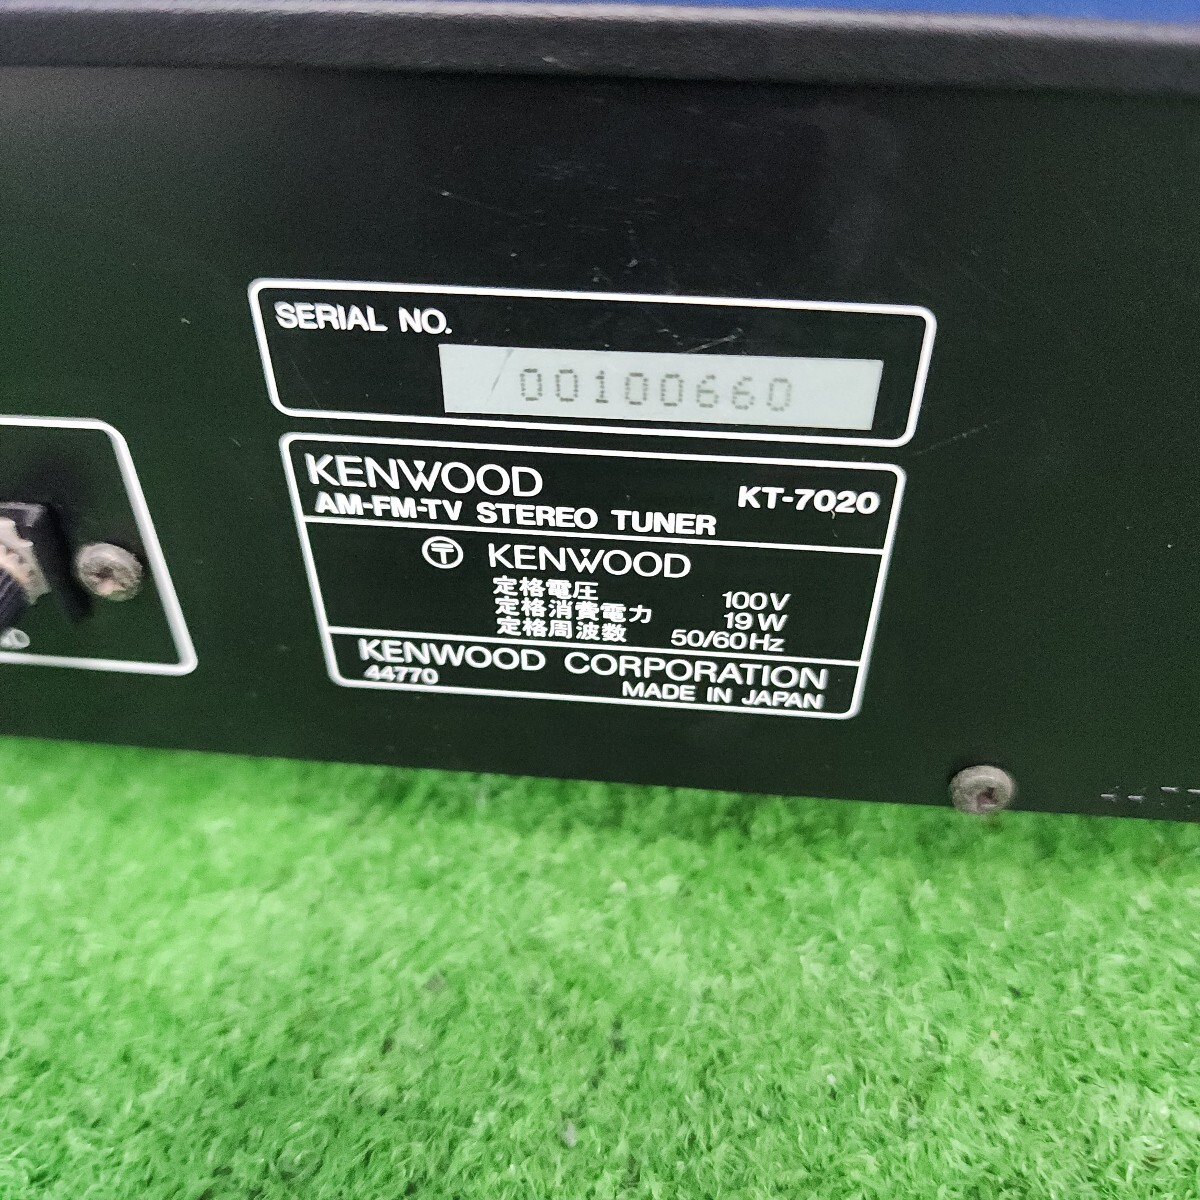 SERIAL NO.
00100660
KENWOOD KT-7020
AM-FM-TV STEREO TUNER
〒 KENWOOD
定格電圧 100V
定格消費電力 19W
定格周波数 50/60Hz
KENWOOD CORPORATION
44770 MADE IN JAPAN